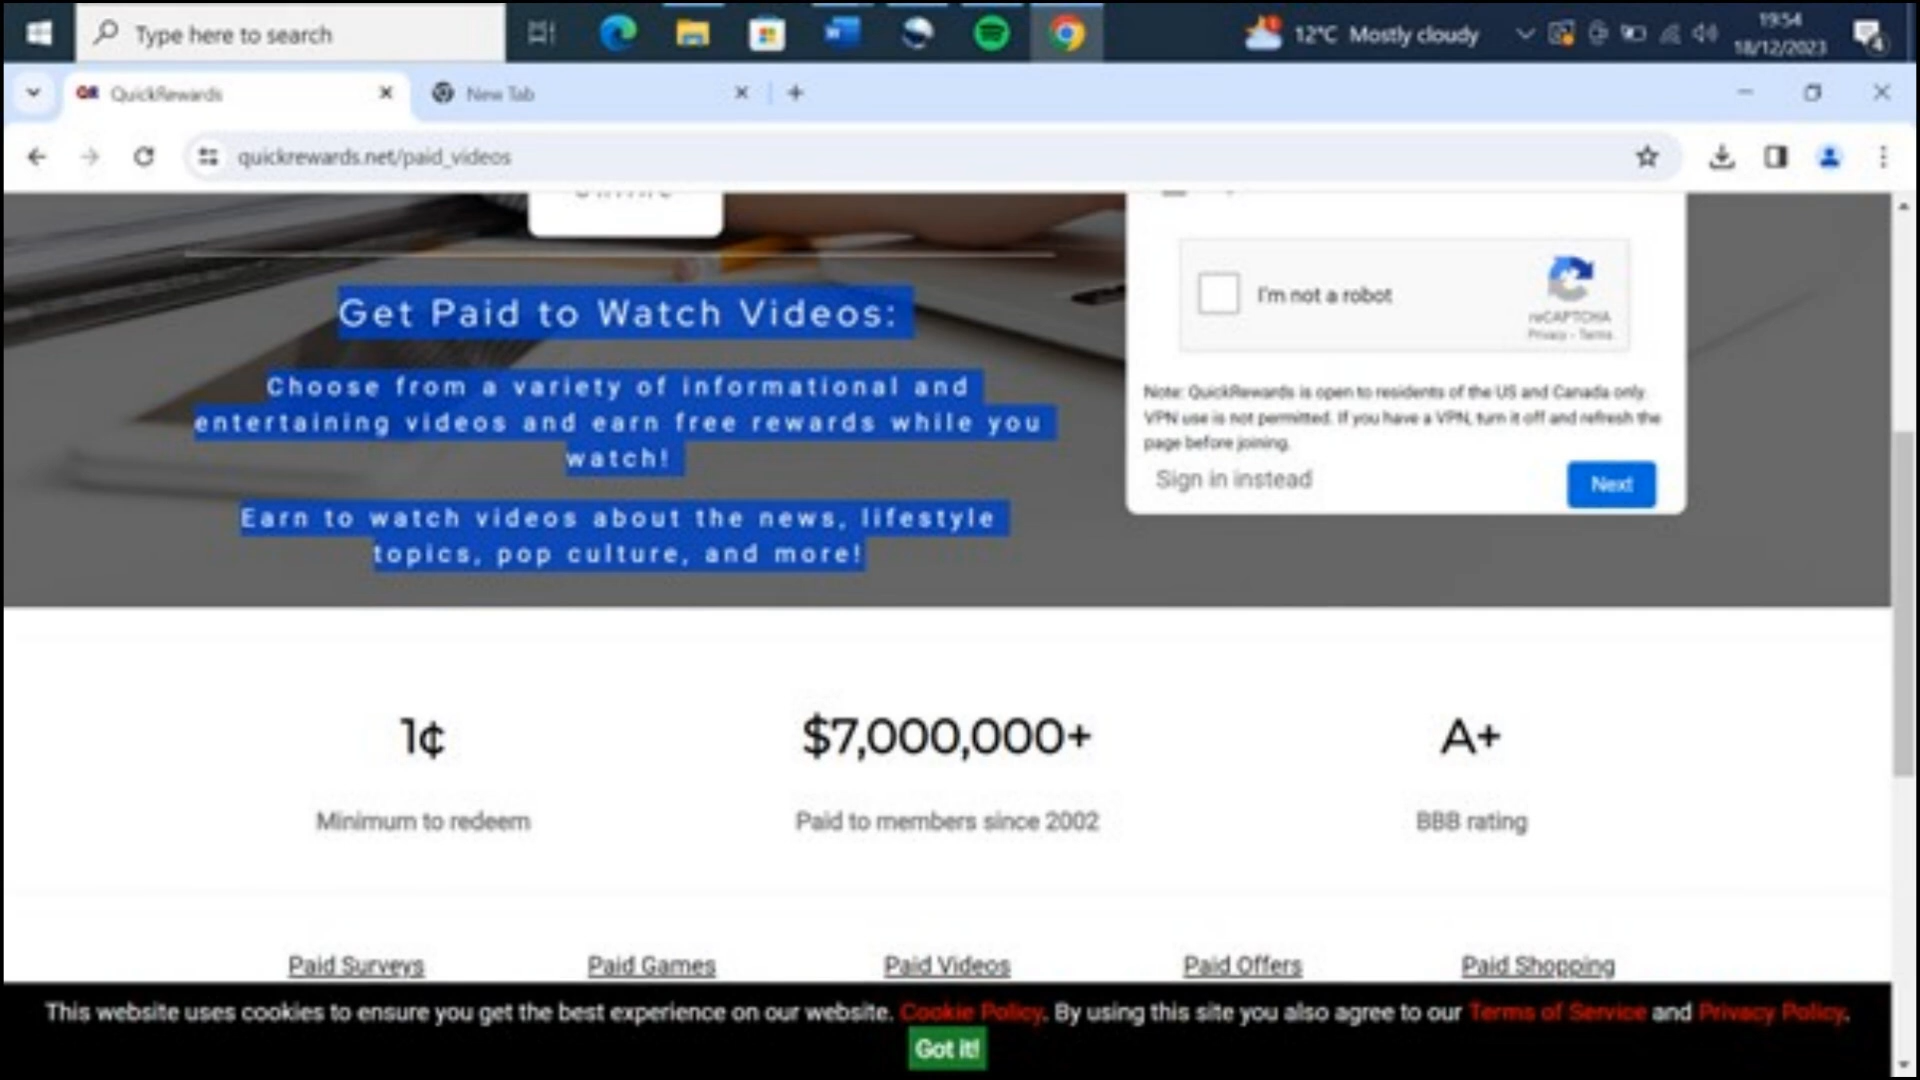 Type here to search
12°C Mostly cloudy
19:54
18/12/2023
4
QuickRewards
New Tab
quickrewards.net/paid_videos
Get Paid to Watch Videos:
Choose from a variety of informational and
entertaining videos and earn free rewards while you
watch!
Earn to watch videos about the news, lifestyle
topics, pop culture, and more!
I'm not a robot
reCAPTCHA
Privacy - Terms
Note: QuickRewards is open to residents of the US and Canada only.
VPN use is not permitted. If you have a VPN, turn it off and refresh the
page before joining.
Sign in instead
Next
1¢
$7,000,000+
A+
Minimum to redeem
Paid to members since 2002
BBB rating
Paid Surveys
Paid Games
Paid Videos
Paid Offers
Paid Shopping
This website uses cookies to ensure you get the best experience on our website. Cookie Policy. By using this site you also agree to our Terms of Service and Privacy Policy.
Got it!